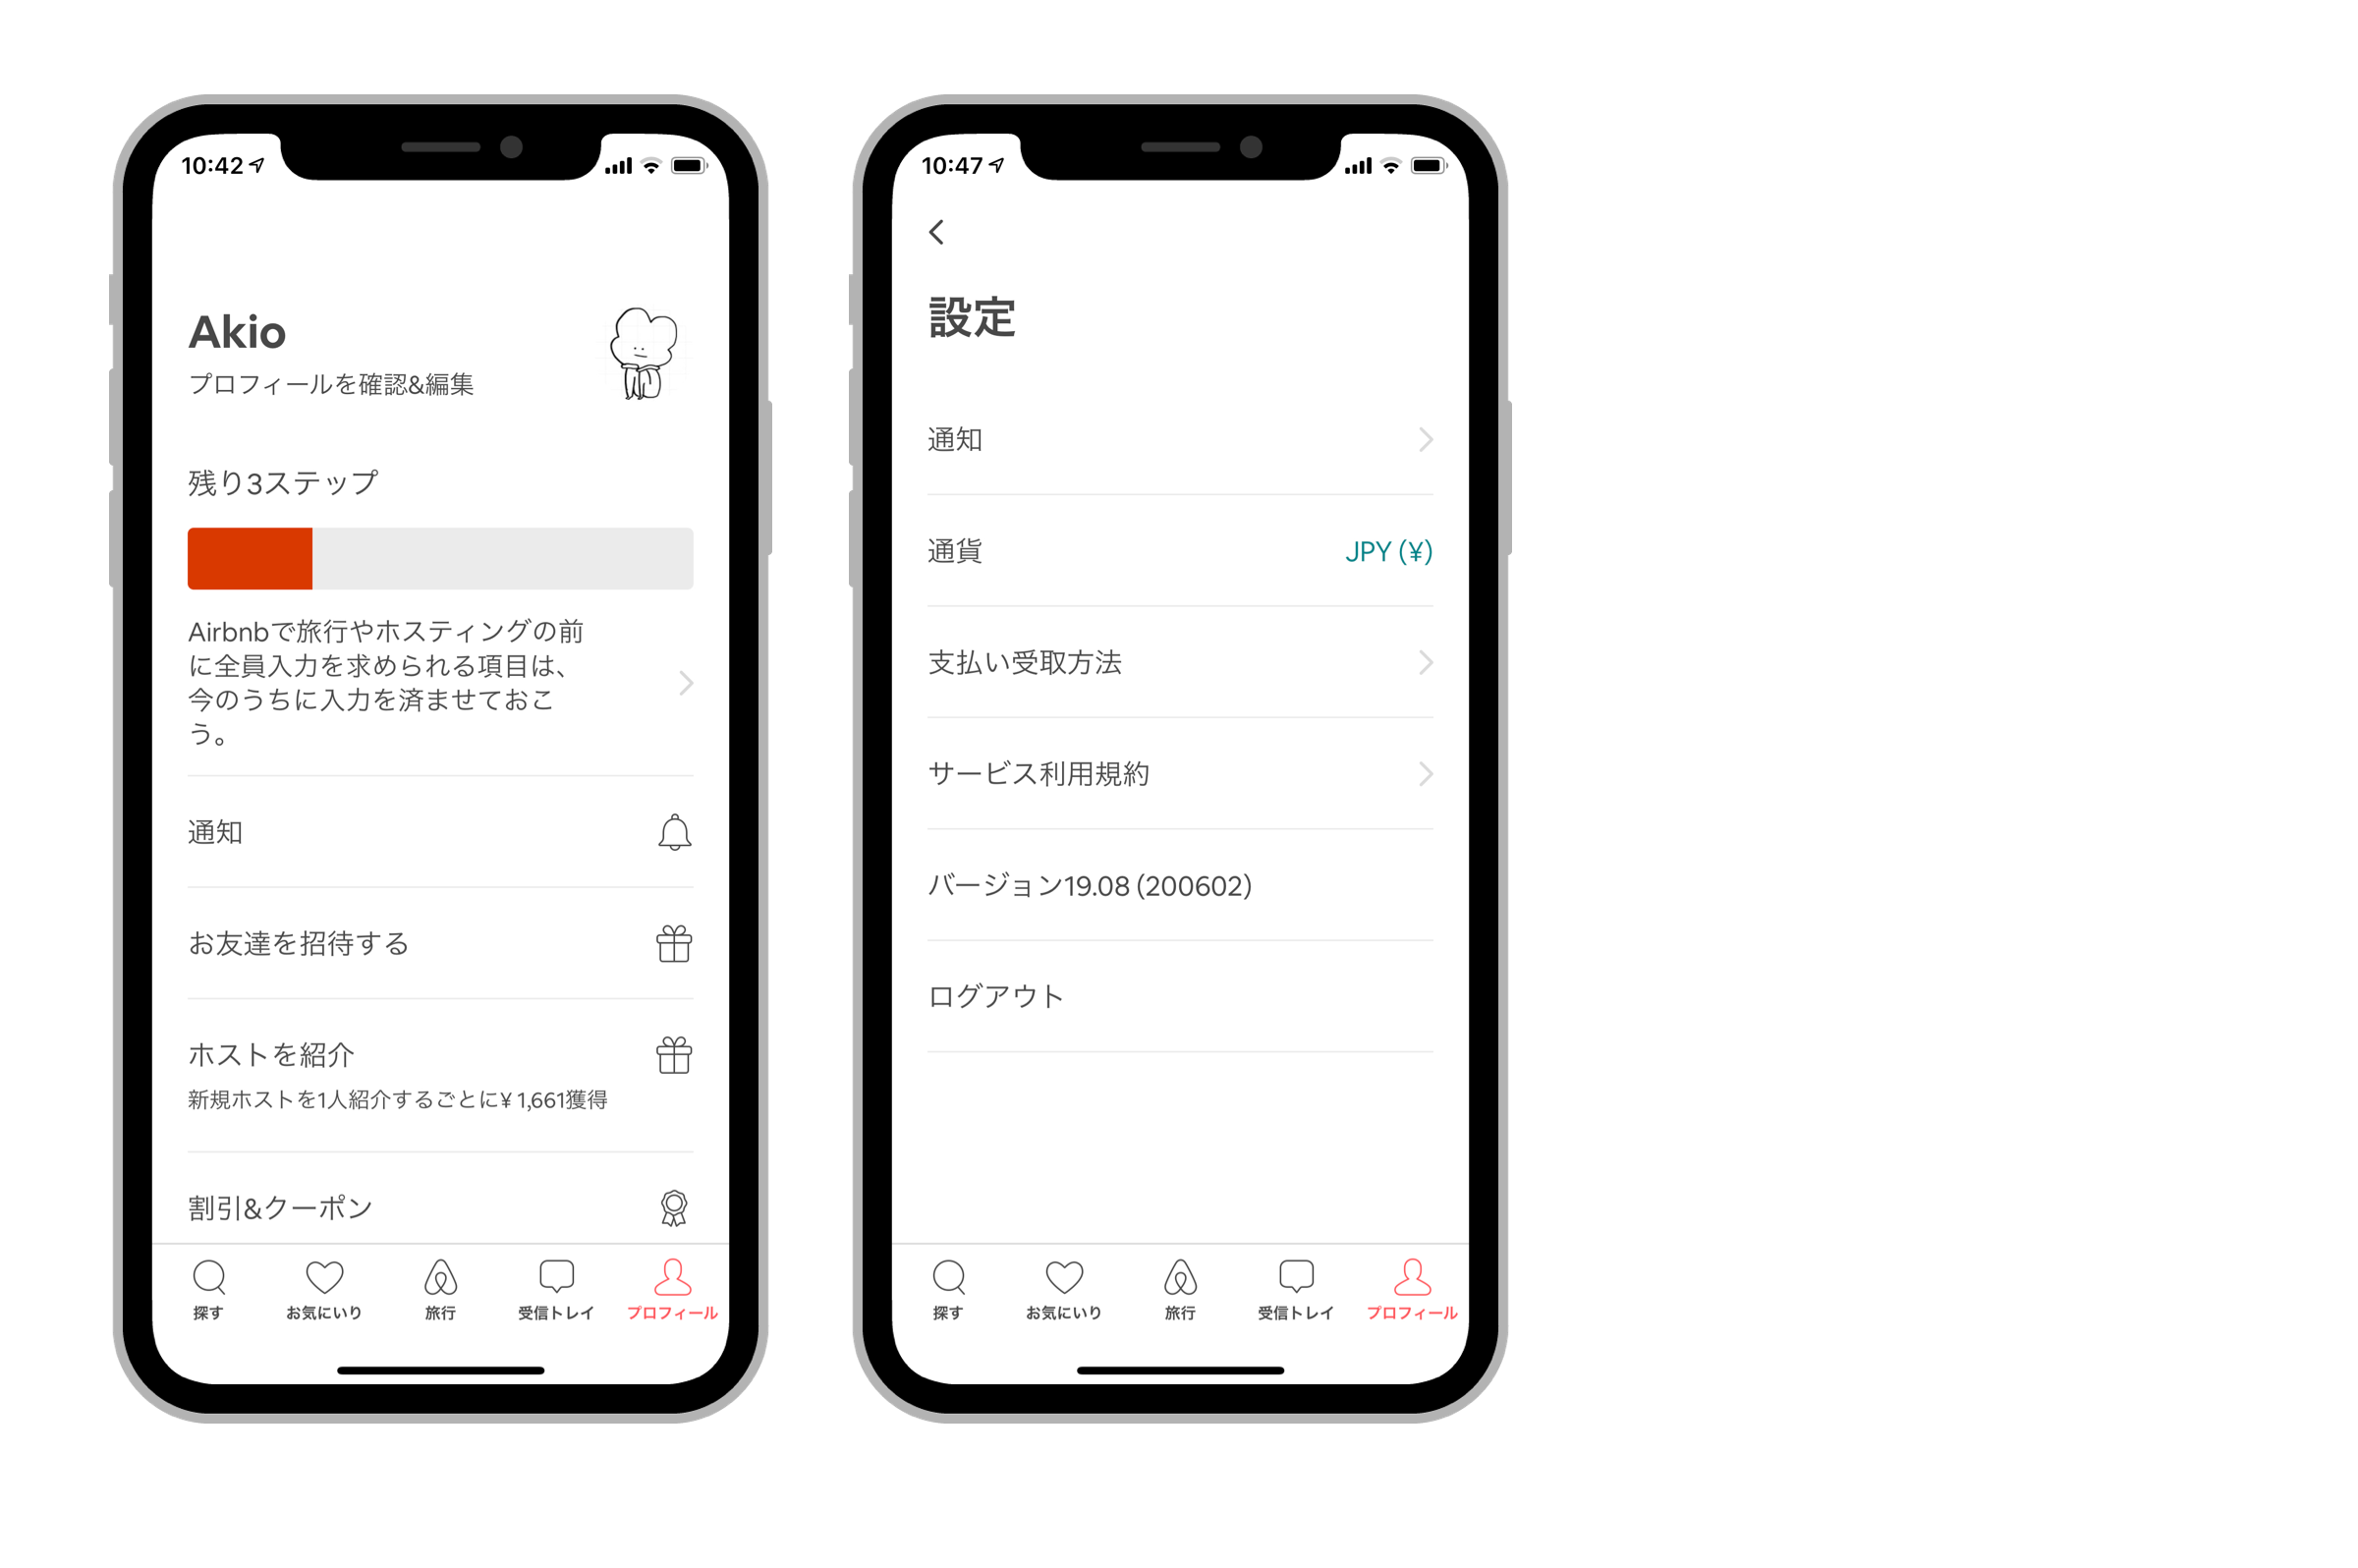 10:42
Akio
プロフィールを確認&編集
残り3ステップ
Airbnbで旅行やホスティングの前
に全員入力を求められる項目は、
今のうちに入力を済ませておこ
う。
通知
お友達を招待する
ホストを紹介
新規ホストを1人紹介するごとに¥ 1,661獲得
割引&クーポン
探す
お気にいり
旅行
受信トレイ
プロフィール
10:47
設定
通知
通貨
JPY (¥)
支払い受取方法
サービス利用規約
バージョン19.08 (200602)
ログアウト
探す
お気にいり
旅行
受信トレイ
プロフィール